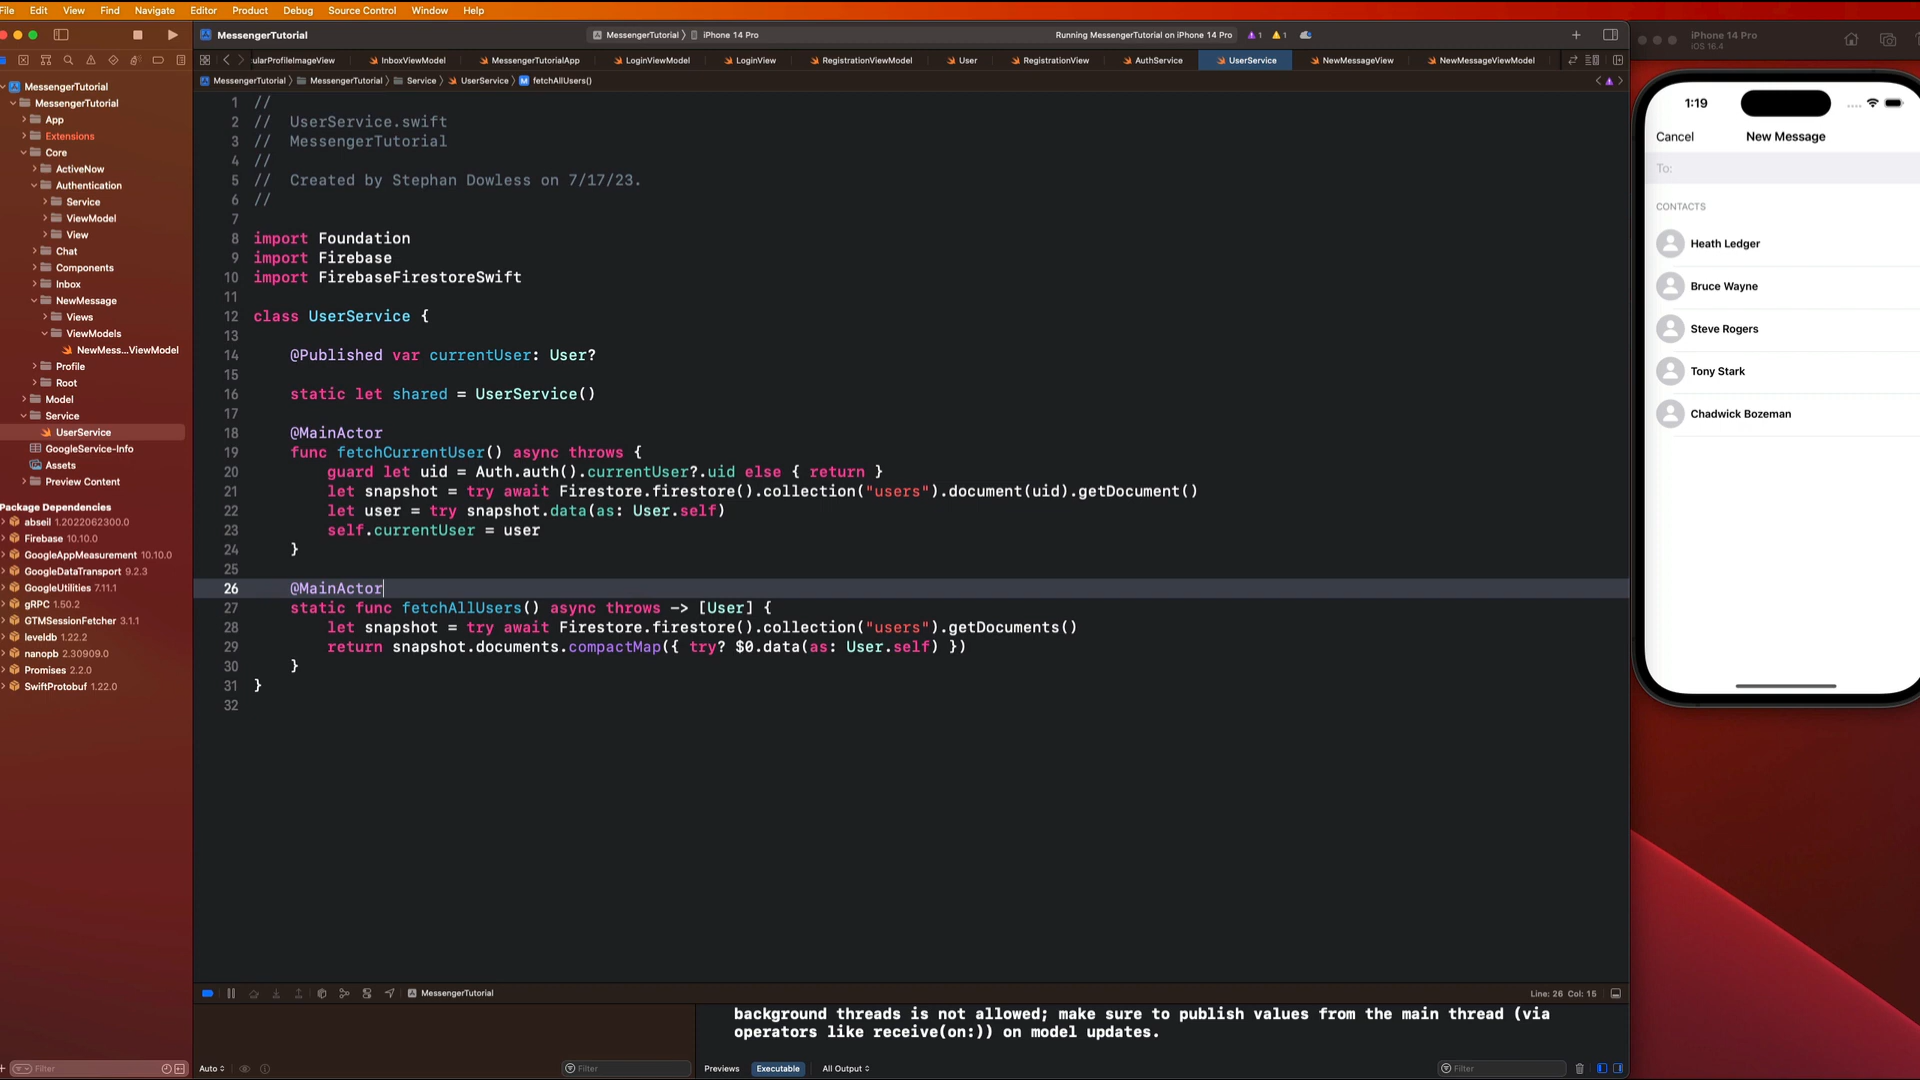 File Edit View Find Navigate Editor Product Debug Source Control Window Help
MessengerTutorial
MessengerTutorial iPhone 14 Pro
Running MessengerTutorial on iPhone 14 Pro 1 1
ularProfileImageView InboxViewModel MessengerTutorialApp LoginViewModel LoginView RegistrationViewModel User RegistrationView AuthService UserService NewMessageView NewMessageViewModel
MessengerTutorial MessengerTutorial Service UserService fetchAllUsers()
MessengerTutorial
MessengerTutorial
App
Extensions
Core
ActiveNow
Authentication
Service
ViewModel
View
Chat
Components
Inbox
NewMessage
Views
ViewModels
NewMess...ViewModel
Profile
Root
Model
Service
UserService
GoogleService-Info
Assets
Preview Content
Package Dependencies
abseil 1.2022062300.0
Firebase 10.10.0
GoogleAppMeasurement 10.10.0
GoogleDataTransport 9.2.3
GoogleUtilities 7.11.1
gRPC 1.50.2
GTMSessionFetcher 3.1.1
leveldb 1.22.2
nanopb 2.30909.0
Promises 2.2.0
SwiftProtobuf 1.22.0
Filter
1 //
2 //  UserService.swift
3 //  MessengerTutorial
4 //
5 //  Created by Stephan Dowless on 7/17/23.
6 //
7
8 import Foundation
9 import Firebase
10 import FirebaseFirestoreSwift
11
12 class UserService {
13
14     @Published var currentUser: User?
15
16     static let shared = UserService()
17
18     @MainActor
19     func fetchCurrentUser() async throws {
20         guard let uid = Auth.auth().currentUser?.uid else { return }
21         let snapshot = try await Firestore.firestore().collection("users").document(uid).getDocument()
22         let user = try snapshot.data(as: User.self)
23         self.currentUser = user
24     }
25
26     @MainActor
27     static func fetchAllUsers() async throws -> [User] {
28         let snapshot = try await Firestore.firestore().collection("users").getDocuments()
29         return snapshot.documents.compactMap({ try? $0.data(as: User.self) })
30     }
31 }
32
MessengerTutorial
Line: 26 Col: 15
background threads is not allowed; make sure to publish values from the main thread (via
operators like receive(on:)) on model updates.
Auto Filter Previews Executable All Output Filter
iPhone 14 Pro
iOS 16.4
1:19
Cancel New Message
To:
CONTACTS
Heath Ledger
Bruce Wayne
Steve Rogers
Tony Stark
Chadwick Bozeman